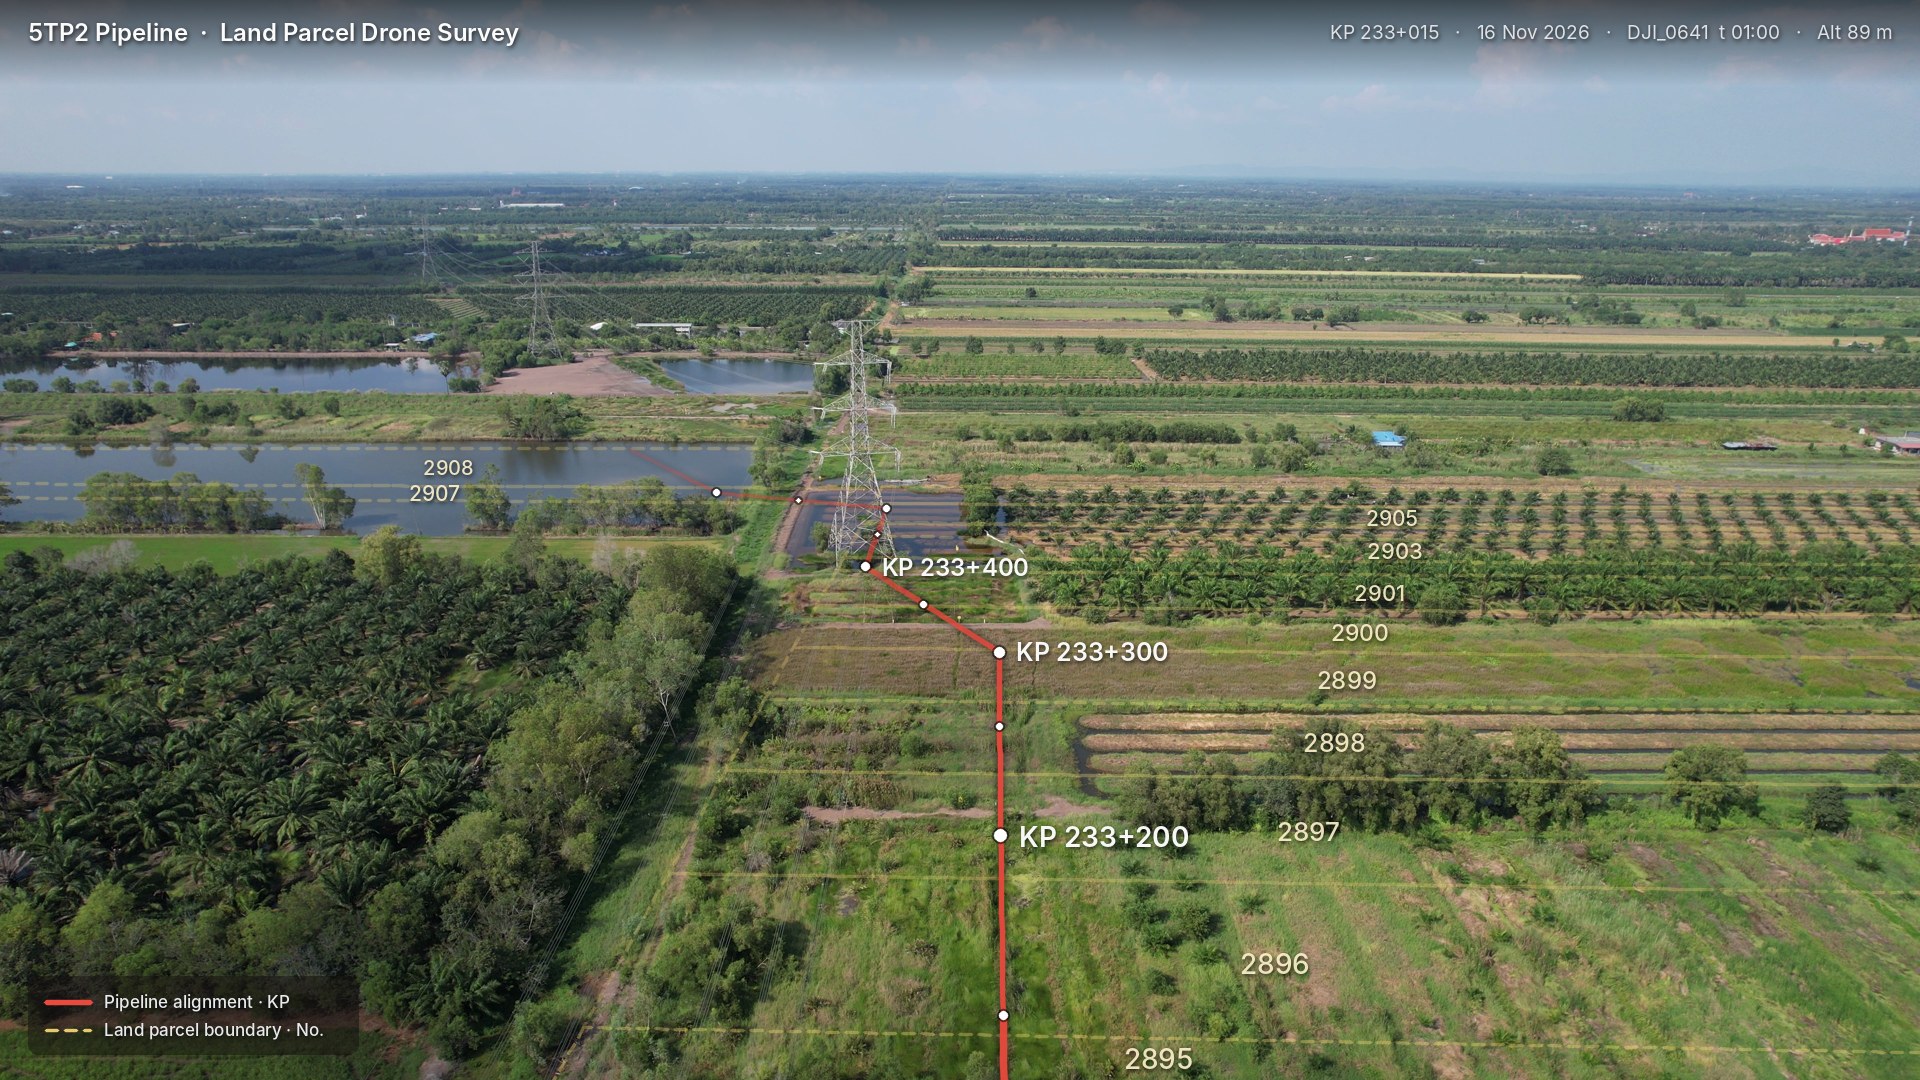 5TP2 Pipeline · Land Parcel Drone Survey
KP 233+015 · 16 Nov 2026 · DJI_0641 t 01:00 · Alt 89 m
2908
2907
2905
2903
KP 233+400
2901
2900
KP 233+300
2899
2898
KP 233+200
2897
2896
2895
Pipeline alignment · KP
Land parcel boundary · No.